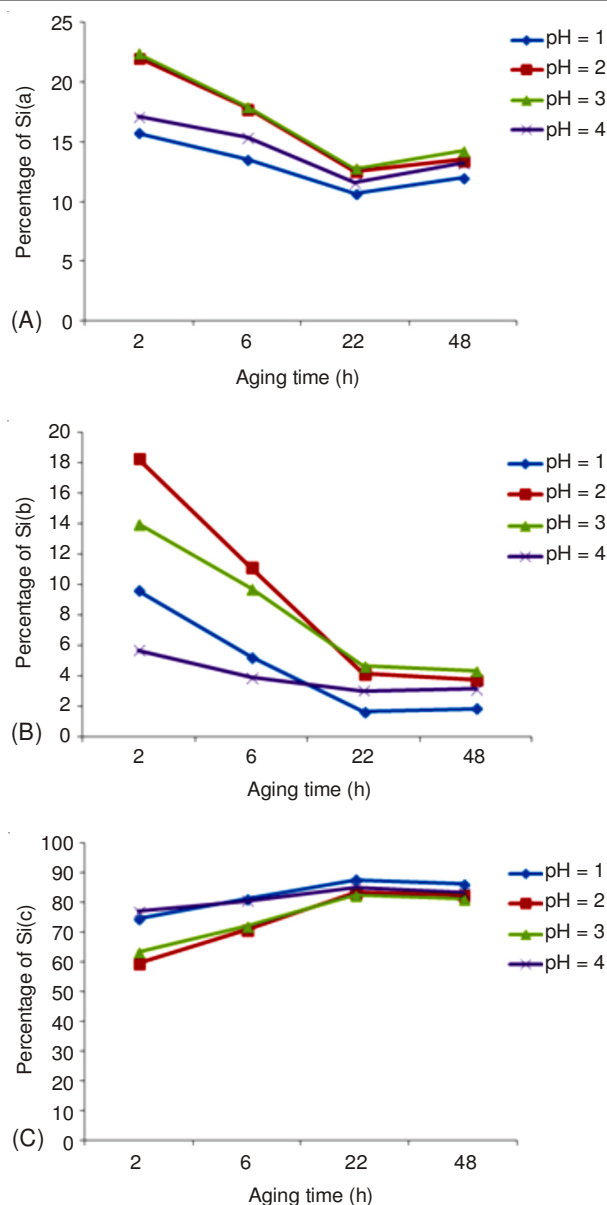 25
20
15
10
5
0
Percentage of Si(a)
pH = 1
pH = 2
pH = 3
pH = 4
(A)
2 6 22 48
Aging time (h)
20
18
16
14
12
10
8
6
4
2
0
Percentage of Si(b)
pH = 1
pH = 2
pH = 3
pH = 4
(B)
2 6 22 48
Aging time (h)
100
90
80
70
60
50
40
30
20
10
0
Percentage of Si(c)
pH = 1
pH = 2
pH = 3
pH = 4
(C)
2 6 22 48
Aging time (h)